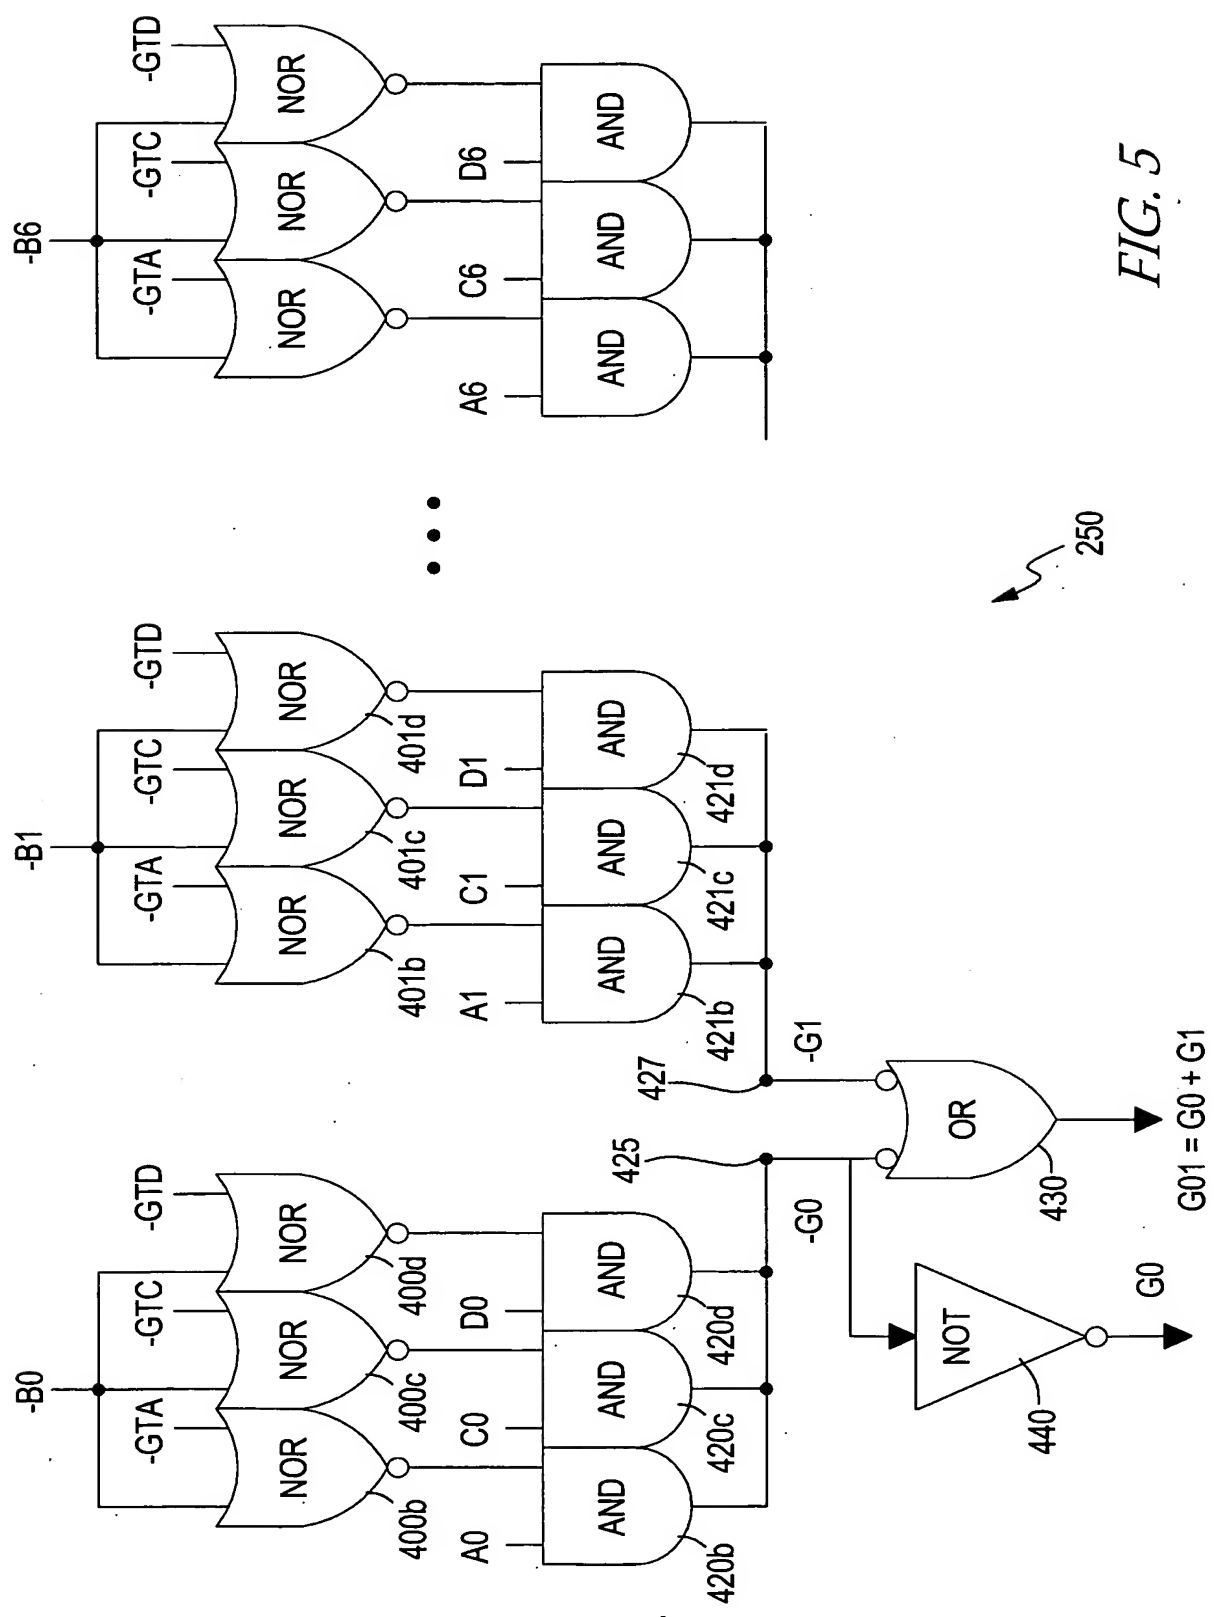 -B0 -B1 -B6
-GTA -GTC -GTD -GTA -GTC -GTD -GTA -GTC -GTD
NOR NOR NOR NOR NOR NOR NOR NOR NOR
400b 400c 400d 401b 401c 401d
A0 C0 D0 A1 C1 D1 A6 C6 D6
AND AND AND AND AND AND AND AND AND
425 427
420b 420c 420d 421b 421c 421d
-G0 -G1
NOT OR
440 430 250
G0
G01 = G0 + G1
FIG. 5